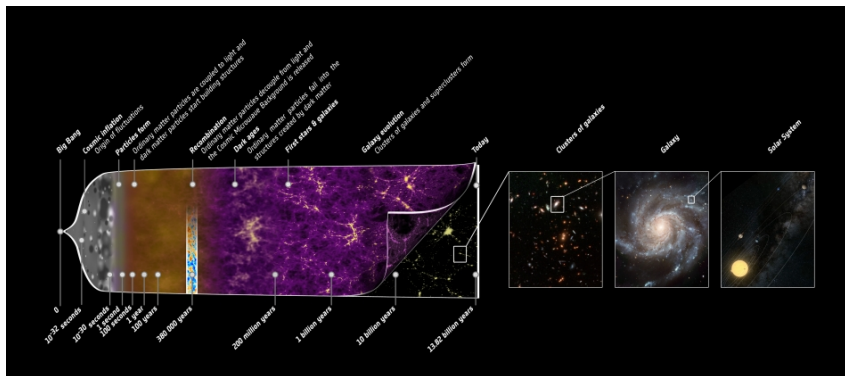 Big Bang
Cosmic inflation
Origin of fluctuations
Particles form
Ordinary matter particles are coupled to light and
dark matter particles start building structures
Recombination
Ordinary matter particles decouple from light and
the Cosmic Microwave Background is released
Dark ages
Ordinary matter particles fall into the
structures created by dark matter
First stars & galaxies
Galaxy evolution
Clusters of galaxies and superclusters form
Today
Clusters of galaxies
Galaxy
Solar System
0
10-32 seconds
10-30 seconds
1 second
100 seconds
1 year
100 years
380 000 years
200 million years
1 billion years
10 billion years
13.82 billion years